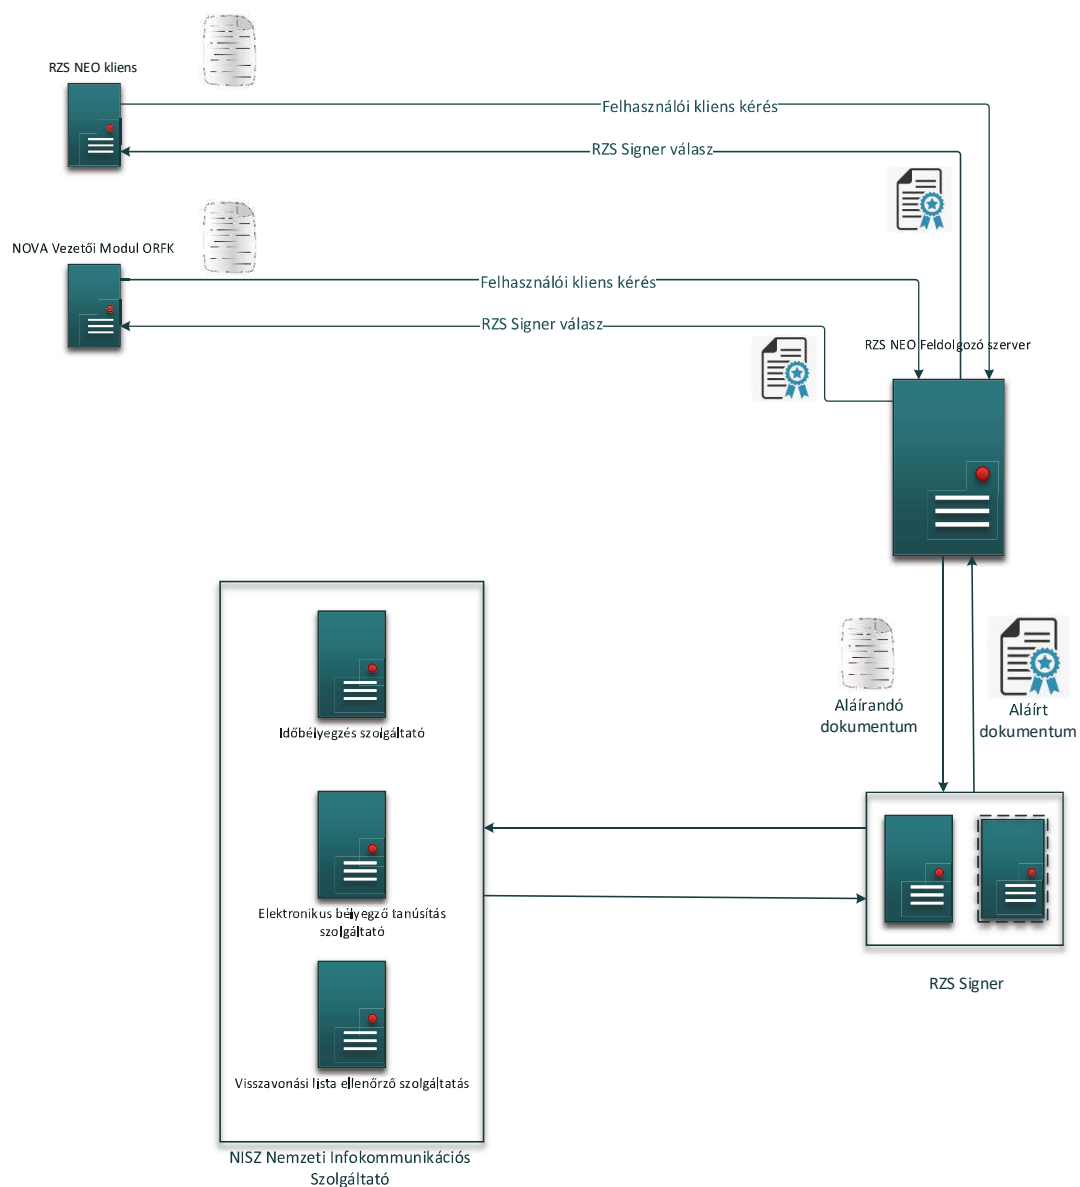 RZS NEO kliens
Felhasználói kliens kérés
RZS Signer válasz
NOVA Vezetői Modul ORFK
Felhasználói kliens kérés
RZS Signer válasz
RZS NEO Feldolgozó szerver
Aláírandó
dokumentum
Aláírt
dokumentum
Időbélyegzés szolgáltató
Elektronikus bélyegző tanúsítás
szolgáltató
Visszavonási lista ellenőrző szolgáltatás
RZS Signer
NISZ Nemzeti Infokommunikációs
Szolgáltató